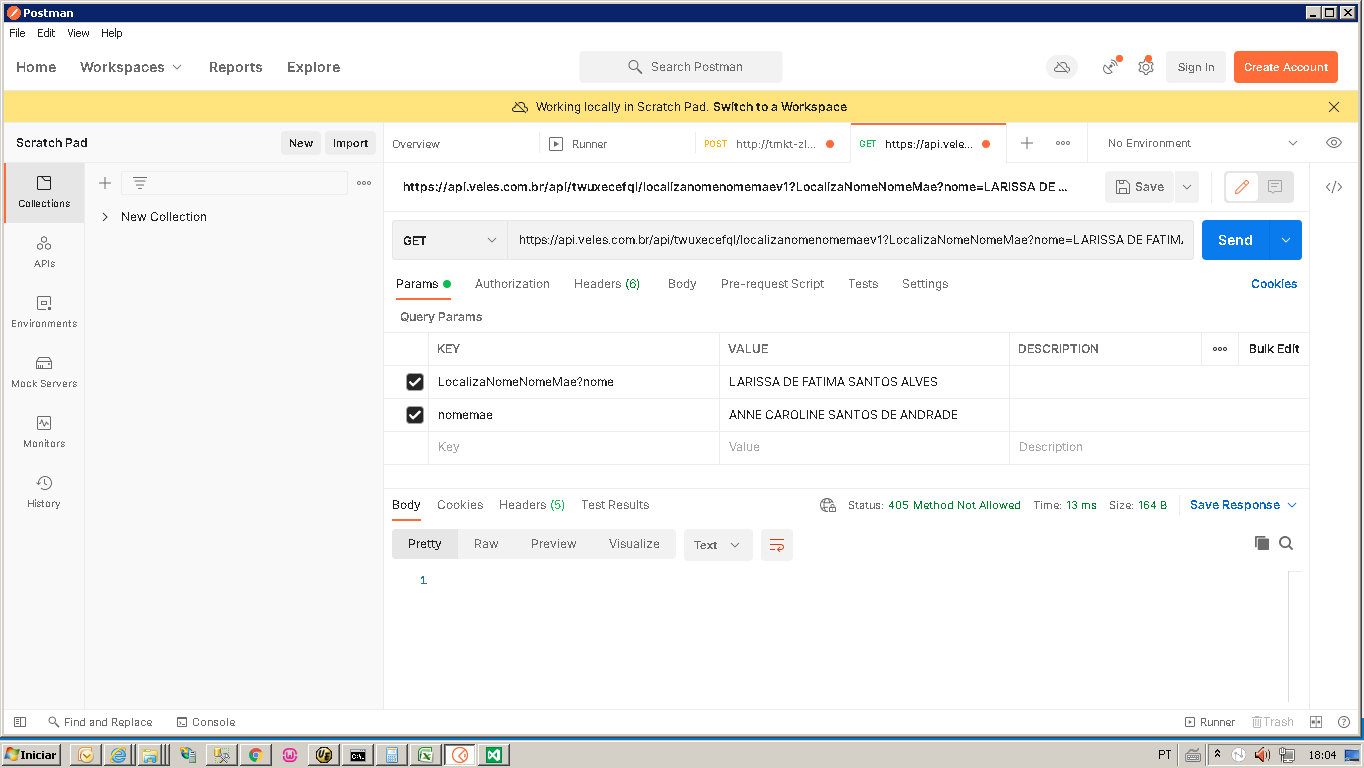 Postman
File Edit View Help
Home Workspaces Reports Explore Search Postman Sign In Create Account
Working locally in Scratch Pad. Switch to a Workspace
Scratch Pad New Import
Overview Runner POST http://tmkt-zl... GET https://api.vele... No Environment
https://api.veles.com.br/api/twuxecefql/localizanomenomemaev1?LocalizaNomeNomeMae?nome=LARISSA DE ... Save
Collections
New Collection
GET https://api.veles.com.br/api/twuxecefql/localizanomenomemaev1?LocalizaNomeNomeMae?nome=LARISSA DE FATIMA Send
APIs
Params Authorization Headers (6) Body Pre-request Script Tests Settings Cookies
Query Params
Environments
KEY VALUE DESCRIPTION Bulk Edit
LocalizaNomeNomeMae?nome LARISSA DE FATIMA SANTOS ALVES
Mock Servers
nomemae ANNE CAROLINE SANTOS DE ANDRADE
Monitors
Key Value Description
History
Body Cookies Headers (5) Test Results Status: 405 Method Not Allowed Time: 13 ms Size: 164 B Save Response
Pretty Raw Preview Visualize Text
1
Find and Replace Console Runner Trash
Iniciar PT 18:04